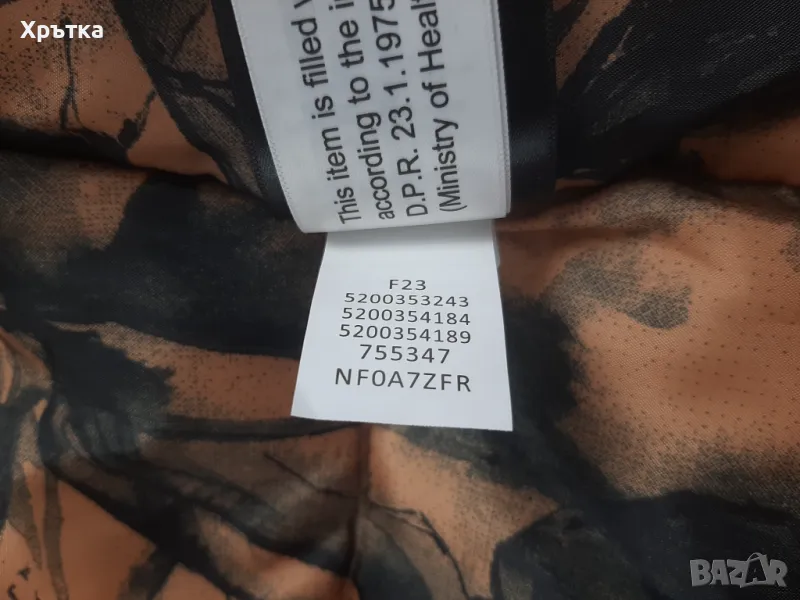 Хрътка
This item is filled
according to the
D.P.R. 23.1.1975
(Ministry of Heal
F23
5200353243
5200354184
5200354189
755347
NF0A7ZFR
BAZAR